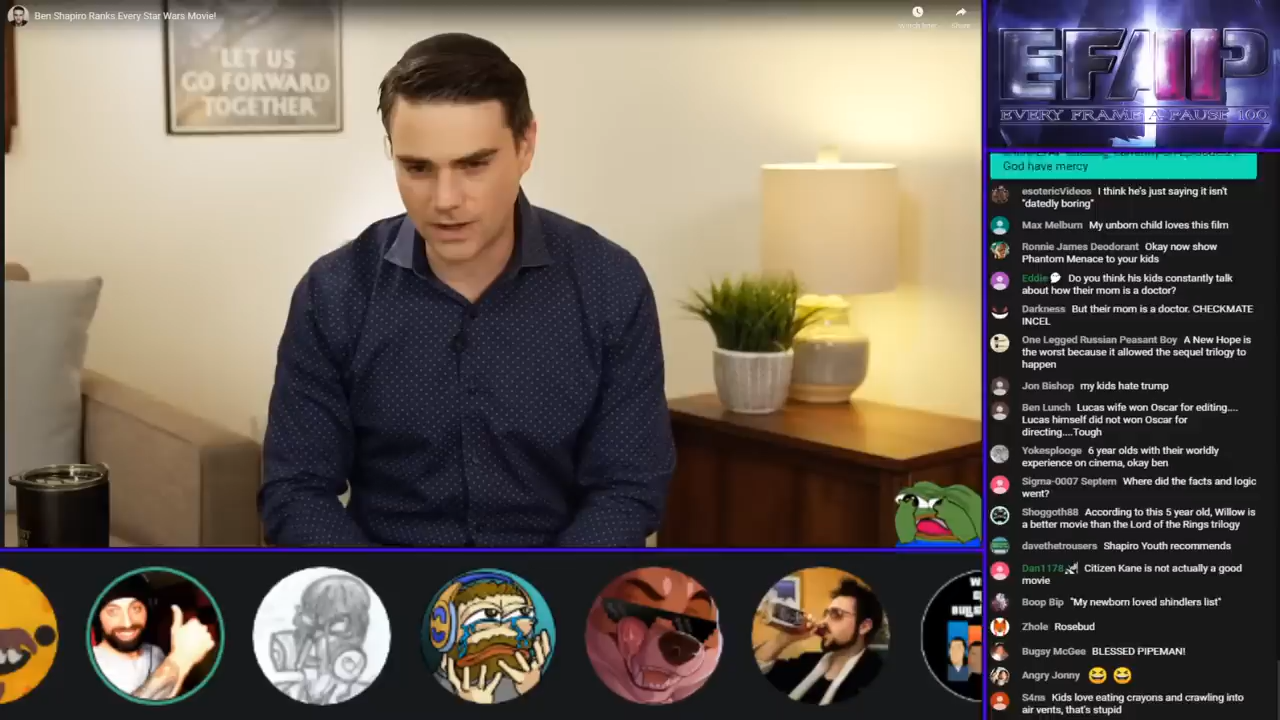 Ben Shapiro Ranks Every Star Wars Movie!
Share
LET US
GO FORWARD
TOGETHER
EFAP
EVERY FRAME A PAUSE 100
God have mercy
esotericVideos I think he's just saying it isn't
"datedly boring"
Max Melbum My unborn child loves this film
Ronnie James Deodorant Okay now show
Phantom Menace to your kids
Eddie Do you think his kids constantly talk
about how their mom is a doctor?
Darkness But their mom is a doctor. CHECKMATE
INCEL
One Legged Russian Peasant Boy A New Hope is
the worst because it allowed the sequel trilogy to
happen
Jon Bishop my kids hate trump
Ben Lunch Lucas wife won Oscar for editing....
Lucas himself did not won Oscar for
directing....Tough
Yokesplooge 6 year olds with their worldly
experience on cinema, okay ben
Sigma-0007 Septem Where did the facts and logic
went?
Shoggoth88 According to this 5 year old, Willow is
a better movie than the Lord of the Rings trilogy
davethetrousers Shapiro Youth recommends
Dan1178 Citizen Kane is not actually a good
movie
Boop Bip "My newborn loved shindlers list"
Zhole Rosebud
Bugsy McGee BLESSED PIPEMAN!
Angry Jonny 😆 😆
S4ns Kids love eating crayons and crawling into
air vents, that's stupid